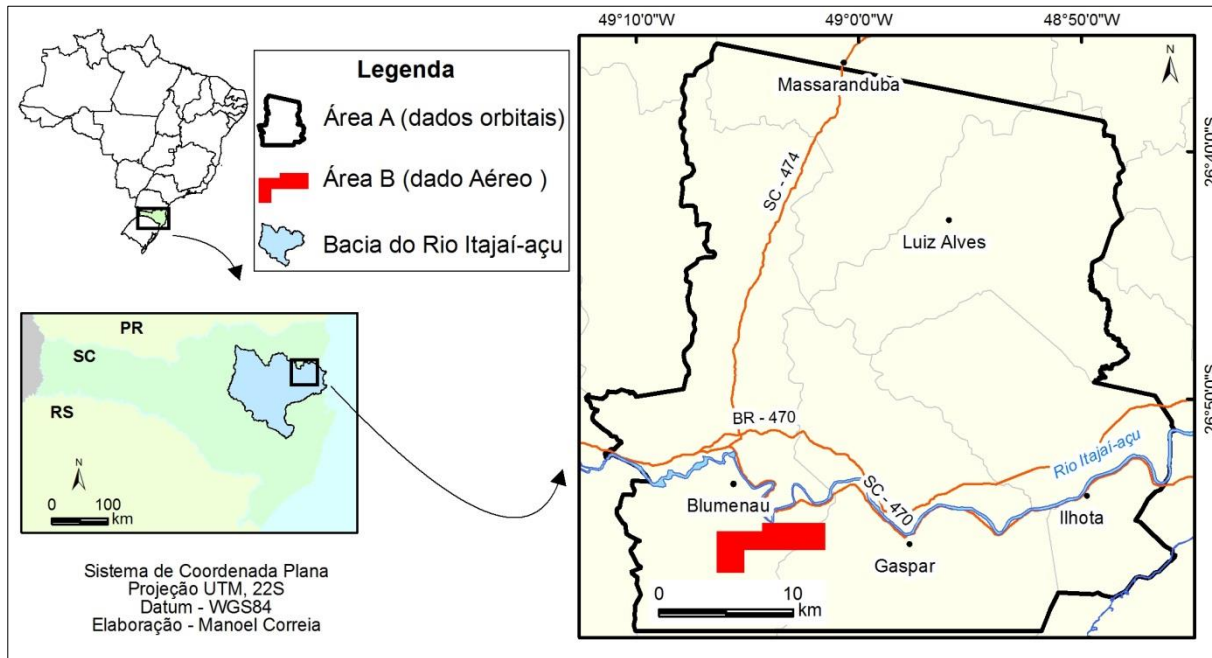 Legenda
Área A (dados orbitais)
Área B (dado Aéreo )
Bacia do Rio Itajaí-açu
PR
SC
RS
N
0 100
km
Sistema de Coordenada Plana
Projeção UTM, 22S
Datum - WGS84
Elaboração - Manoel Correia
49°10'0"W 49°0'0"W 48°50'0"W
N
Massaranduba
26°40'0"S
SC - 474
Luiz Alves
26°50'0"S
BR - 470
Rio Itajaí-açu
SC - 470
Blumenau
Ilhota
Gaspar
0 10
km